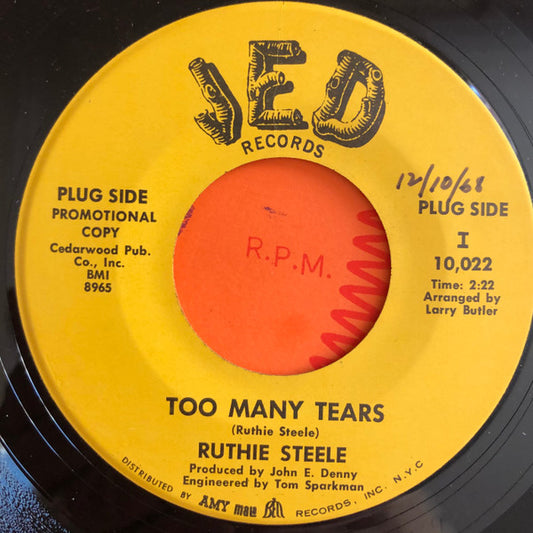 JED
RECORDS
PLUG SIDE
PROMOTIONAL
COPY
Cedarwood Pub.
Co., Inc.
BMI
8965
12/10/68
PLUG SIDE
I
10,022
Time: 2:22
Arranged by
Larry Butler
R.P.M.
TOO MANY TEARS
(Ruthie Steele)
RUTHIE STEELE
Produced by John E. Denny
Engineered by Tom Sparkman
DISTRIBUTED BY AMY mala Bell RECORDS, INC. N.Y.C